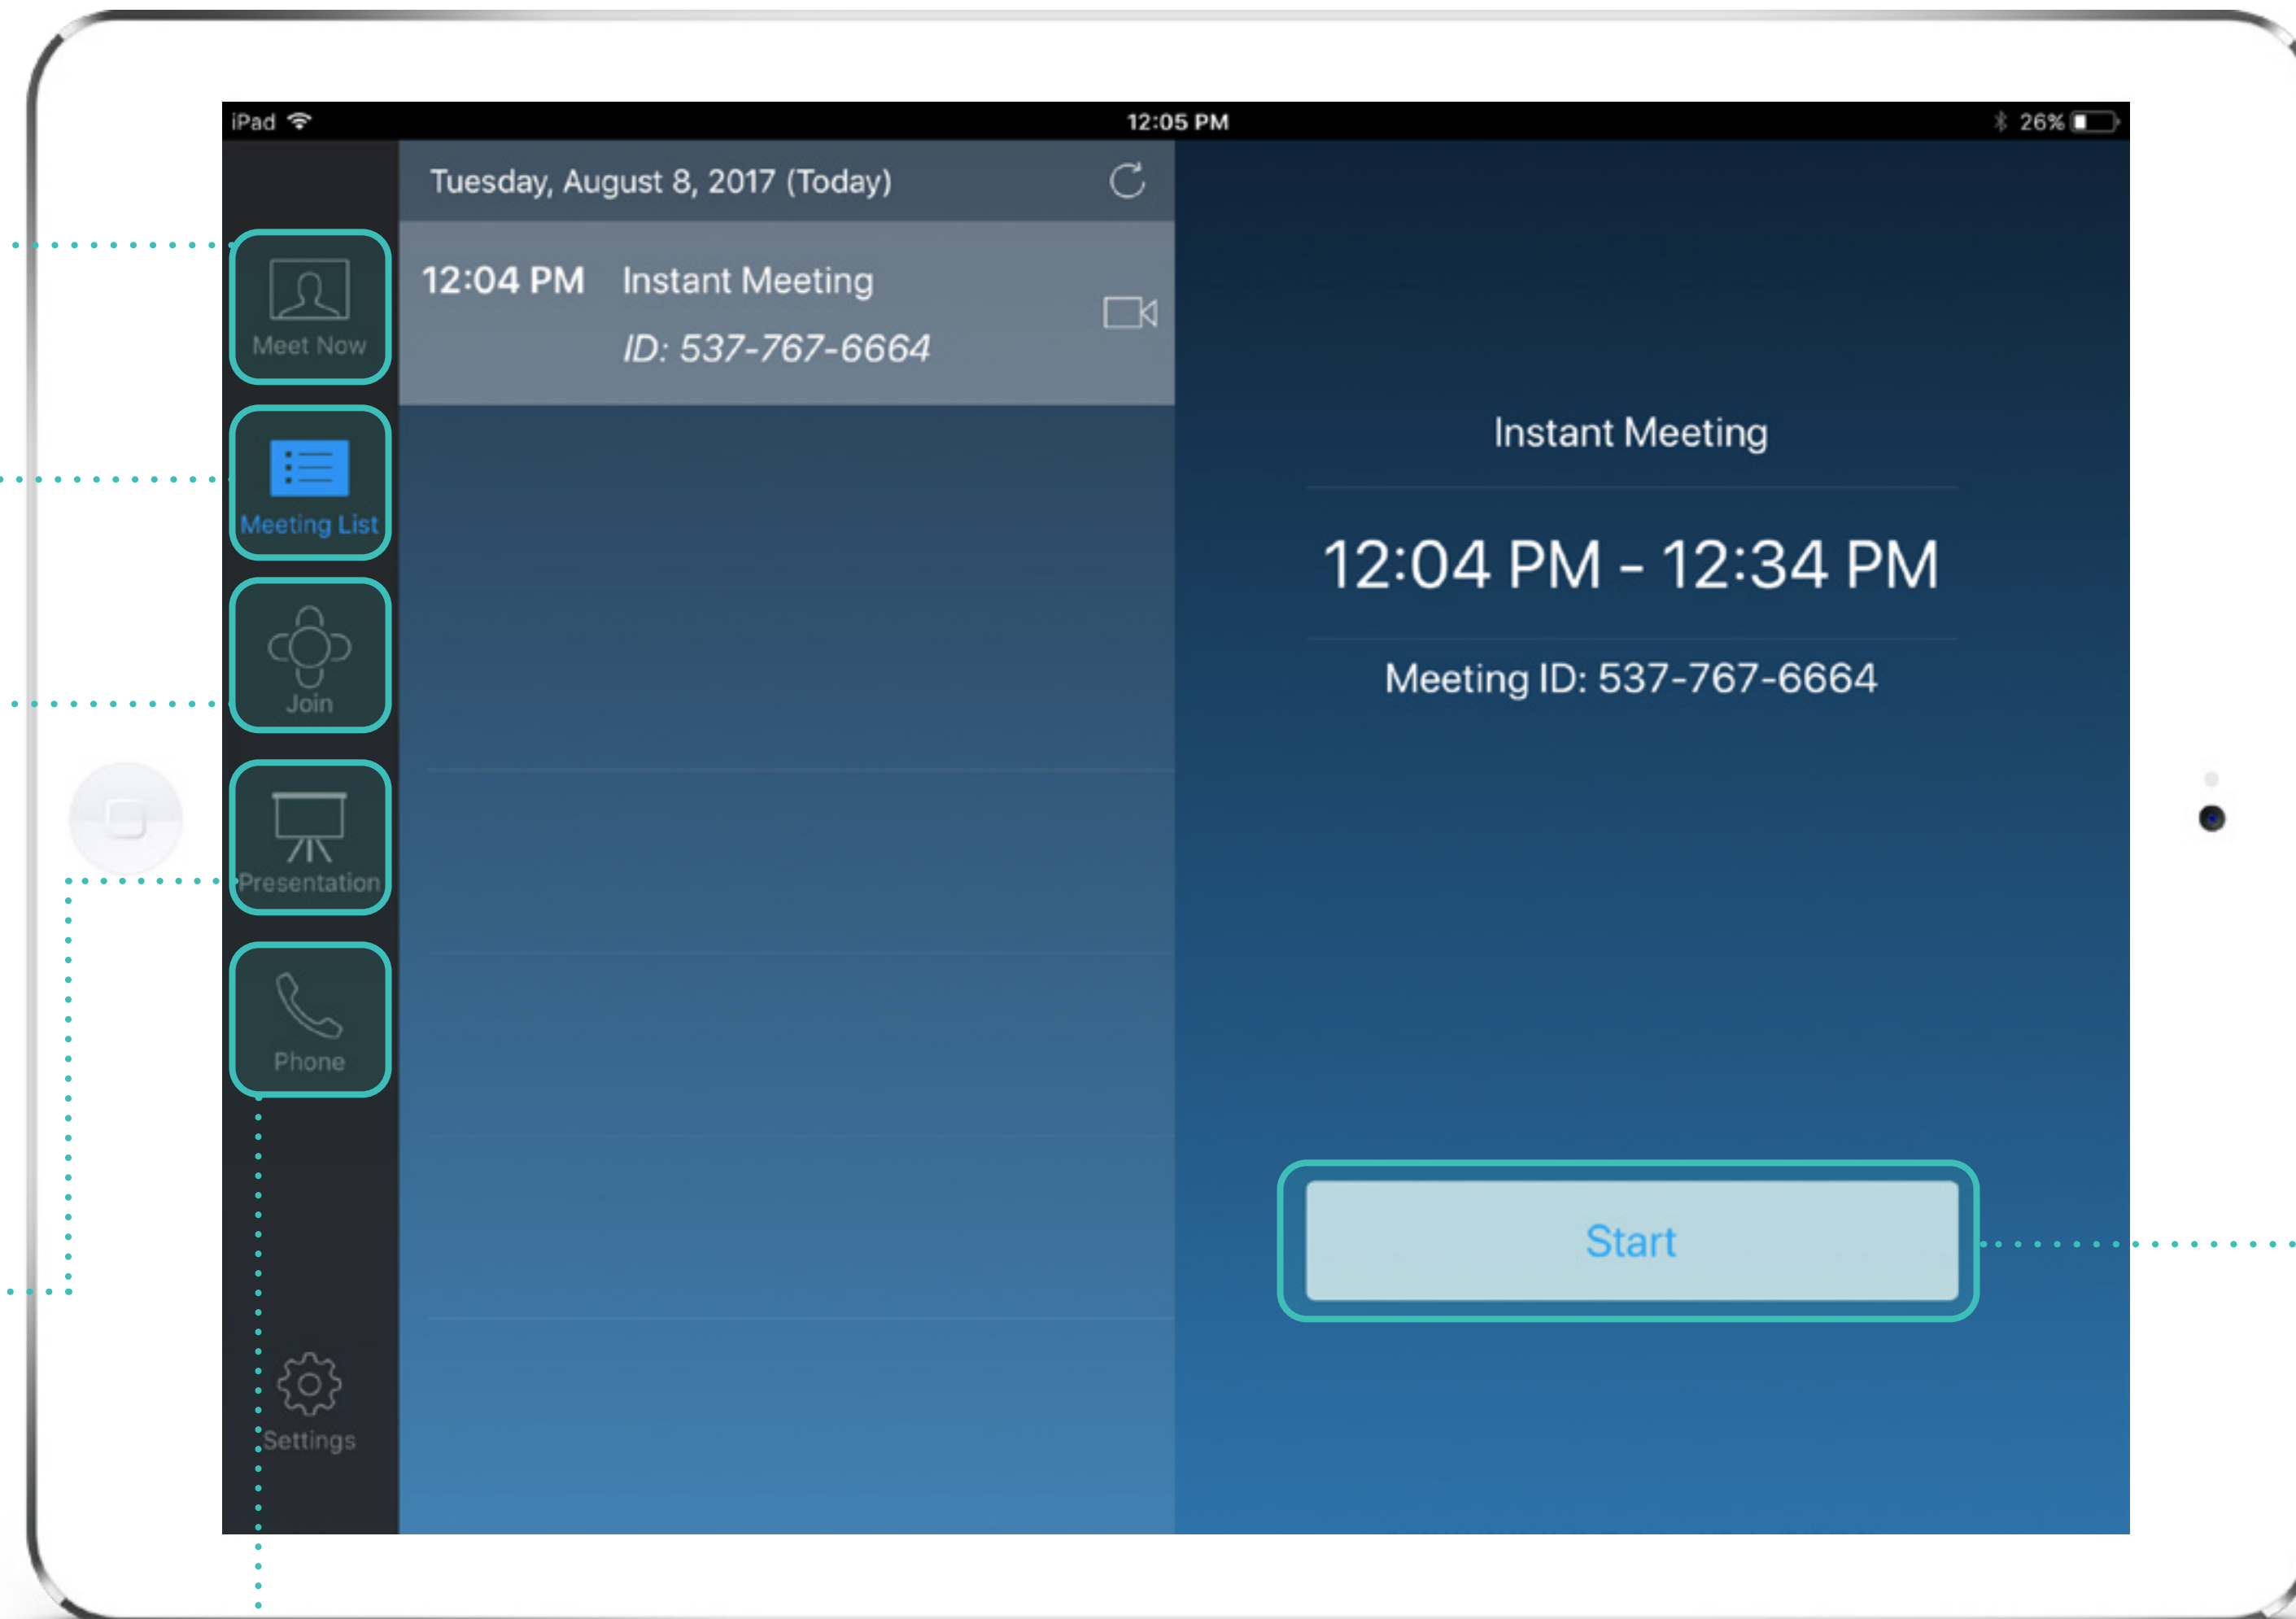 iPad
12:05 PM
26%
Meet Now
Meeting List
Join
Presentation
Phone
Settings
Tuesday, August 8, 2017 (Today)
12:04 PM Instant Meeting
ID: 537-767-6664
Instant Meeting
12:04 PM - 12:34 PM
Meeting ID: 537-767-6664
Start